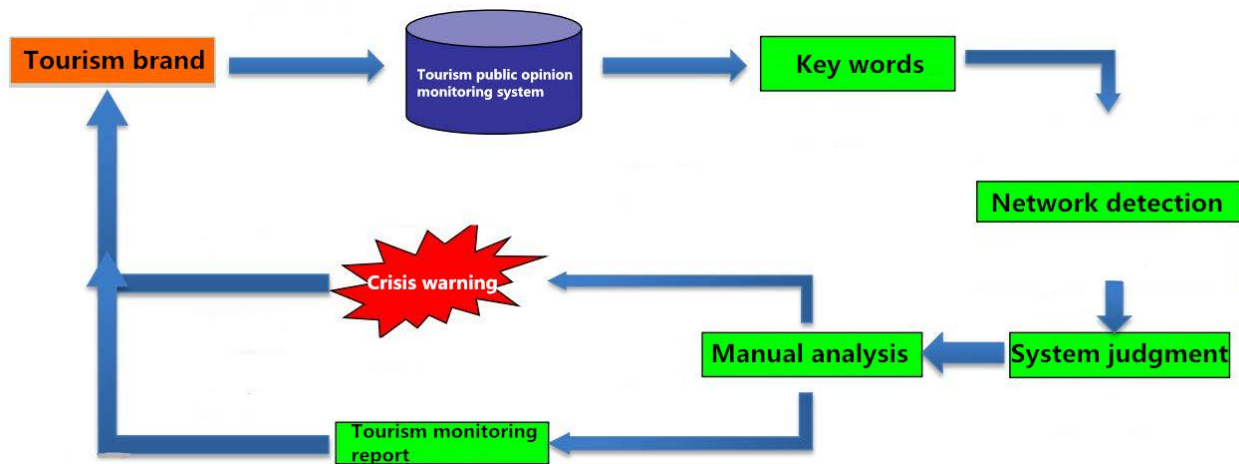 Tourism brand
Tourism public opinion
monitoring system
Key words
Network detection
Crisis warning
Manual analysis
System judgment
Tourism monitoring
report